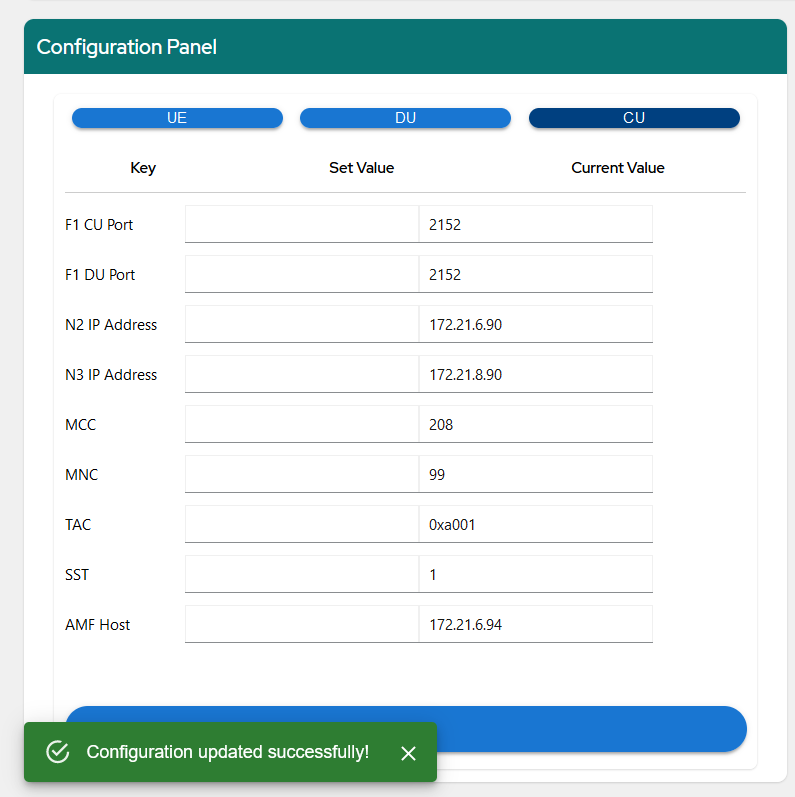 Configuration Panel
UE DU CU
Key Set Value Current Value
F1 CU Port 2152
F1 DU Port 2152
N2 IP Address 172.21.6.90
N3 IP Address 172.21.8.90
MCC 208
MNC 99
TAC 0xa001
SST 1
AMF Host 172.21.6.94
Configuration updated successfully!